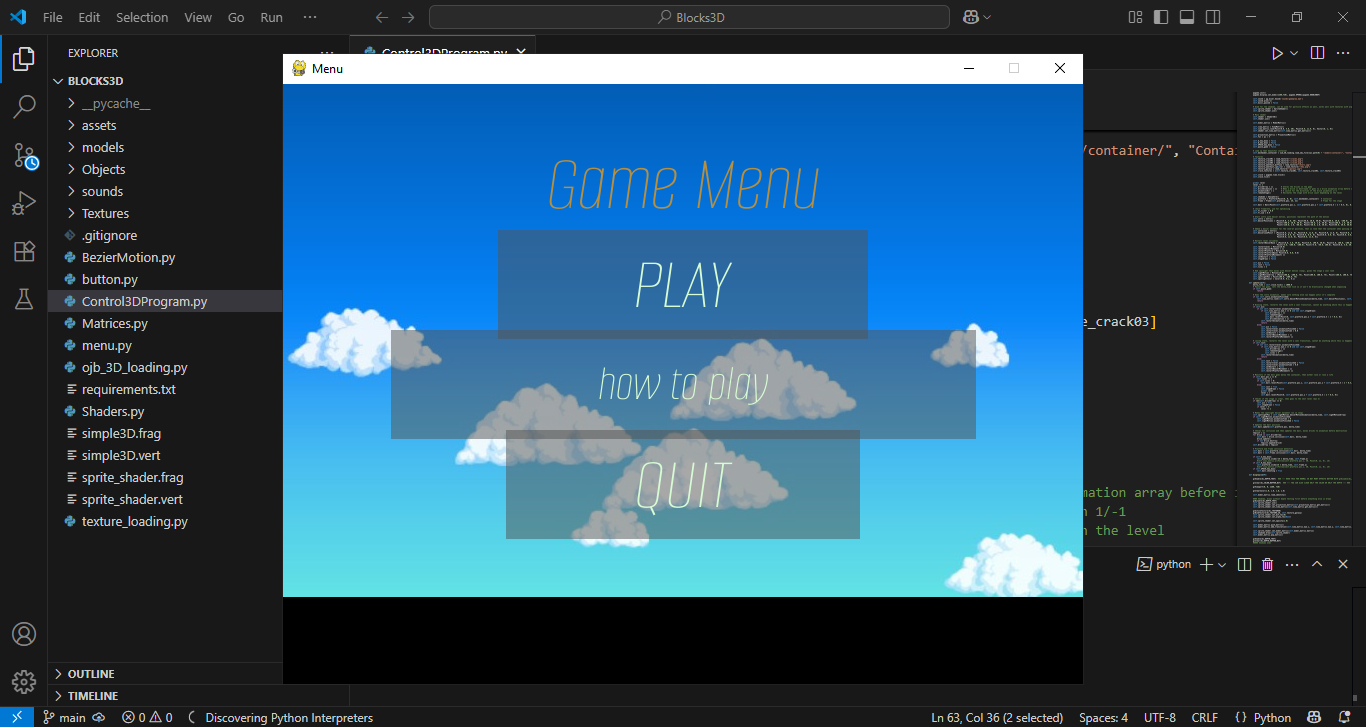 File Edit Selection View Go Run ···
Blocks3D
EXPLORER
Control3DProgram.py
BLOCKS3D
__pycache__
assets
models
Objects
sounds
Textures
.gitignore
BezierMotion.py
button.py
Control3DProgram.py
Matrices.py
menu.py
ojb_3D_loading.py
requirements.txt
Shaders.py
simple3D.frag
simple3D.vert
sprite_shader.frag
sprite_shader.vert
texture_loading.py
OUTLINE
TIMELINE
Menu
Game Menu
PLAY
how to play
QUIT
/container/", "Conta
_crack03]
mation array before
1/-1
the level
python
main
0 0
Discovering Python Interpreters
Ln 63, Col 36 (2 selected)
Spaces: 4
UTF-8
CRLF
{} Python